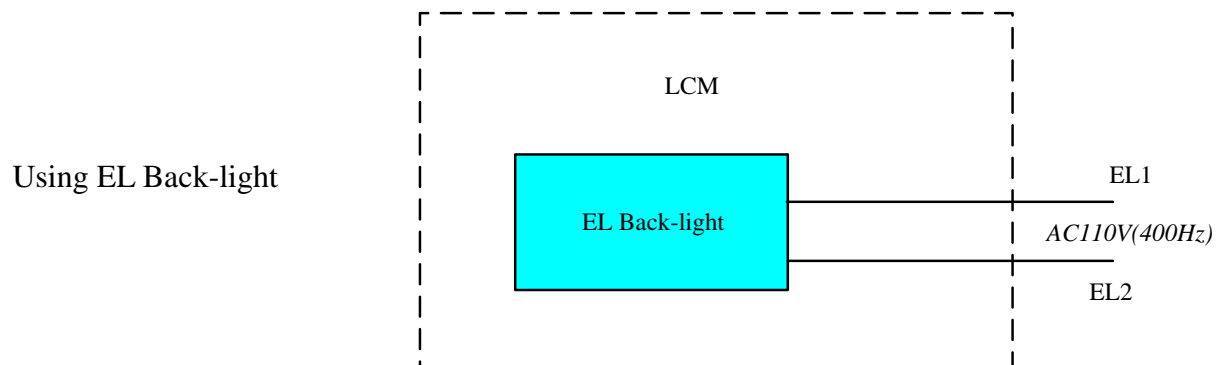 LCM
Using EL Back-light
EL Back-light
EL1
AC110V(400Hz)
EL2